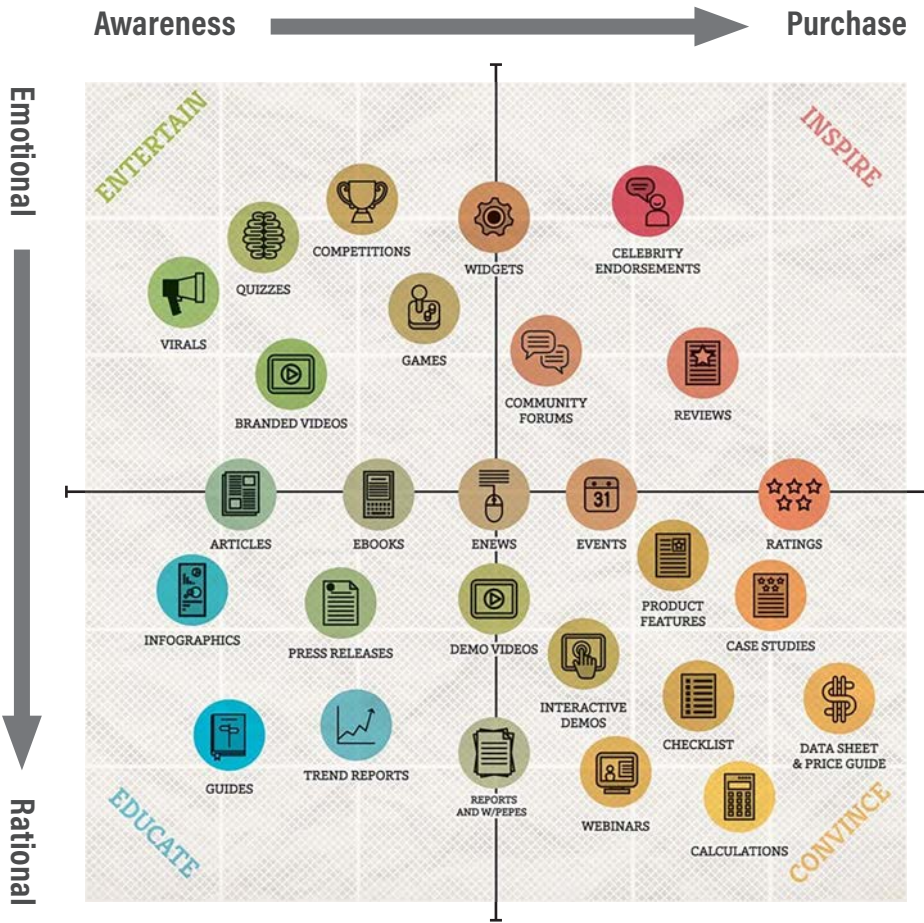 Awareness
Purchase
Emotional
Rational
ENTERTAIN
INSPIRE
COMPETITIONS
WIDGETS
CELEBRITY
ENDORSEMENTS
QUIZZES
VIRALS
GAMES
BRANDED VIDEOS
COMMUNITY
FORUMS
REVIEWS
31
ARTICLES
EBOOKS
ENEWS
EVENTS
RATINGS
INFOGRAPHICS
PRESS RELEASES
DEMO VIDEOS
PRODUCT
FEATURES
CASE STUDIES
INTERACTIVE
DEMOS
CHECKLIST
DATA SHEET
& PRICE GUIDE
GUIDES
TREND REPORTS
REPORTS
AND W/PEPES
WEBINARS
CALCULATIONS
EDUCATE
CONVINCE